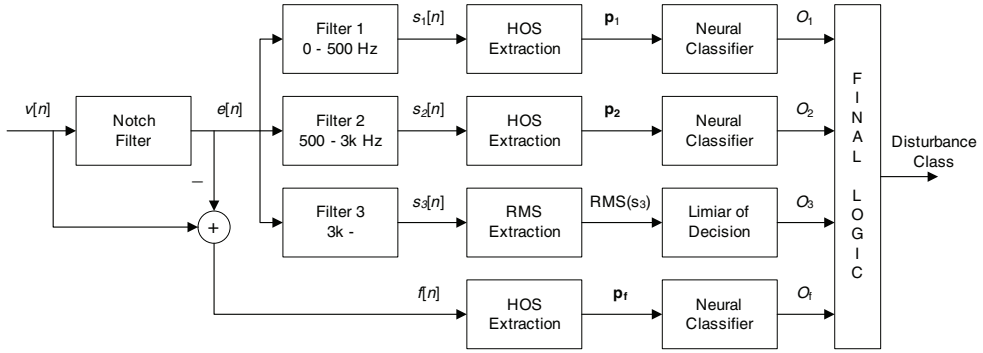 Filter 1
0 - 500 Hz
s1[n]
HOS
Extraction
p1
Neural
Classifier
O1
v[n]
Notch
Filter
e[n]
Filter 2
500 - 3k Hz
s2[n]
HOS
Extraction
p2
Neural
Classifier
O2
FINAL LOGIC
Disturbance
Class
–
+
Filter 3
3k -
s3[n]
RMS
Extraction
RMS(s3)
Limiar of
Decision
O3
f[n]
HOS
Extraction
pf
Neural
Classifier
Of